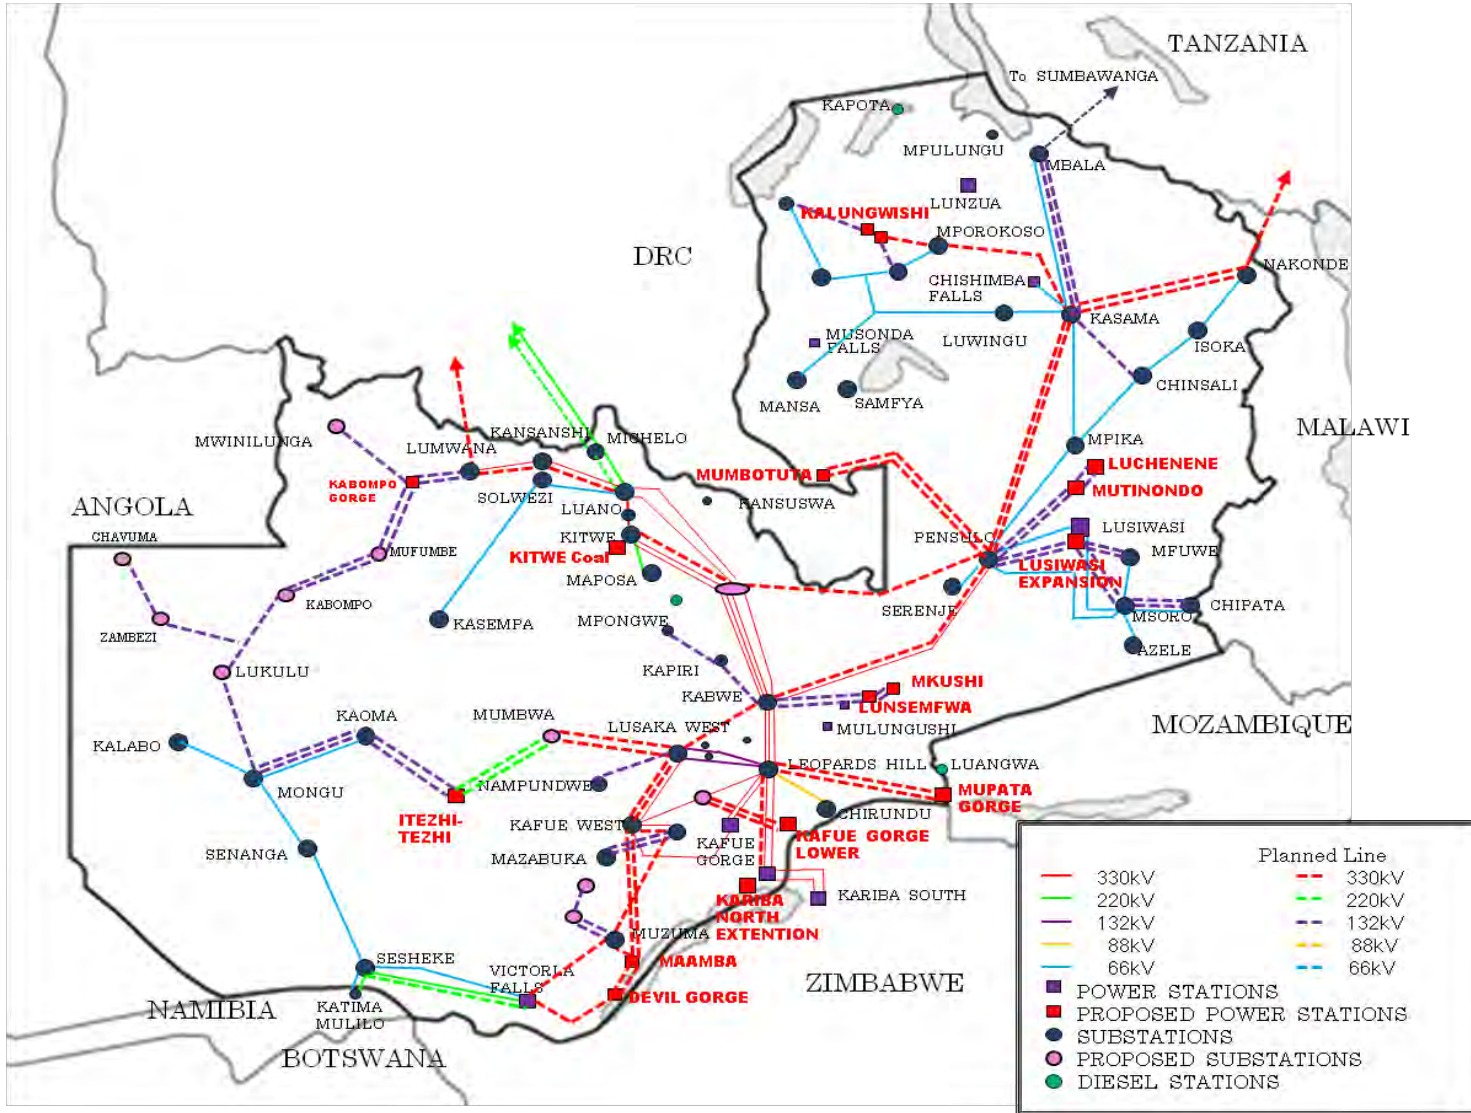 TANZANIA
To SUMBAWANGA
KAPOTA
MPULUNGU
MBALA
LUNZUA
KALUNGWISHI
MPOROKOSO
DRC
NAKONDE
CHISHIMBA
FALLS
KASAMA
MUSONDA
FALLS
LUWINGU
ISOKA
CHINSALI
MANSA
SAMFYA
MALAWI
KANSANSHI
MICHELO
MWINILUNGA
LUMWANA
MPIKA
LUCHENENE
MUMBOTUTA
KABOMPO
GORGE
SOLWEZI
MUTINONDO
ANGOLA
LUANO
KANSUSWA
LUSIWASI
CHAVUMA
KITWE
PENSULO
MUFUMBE
KITWE Coal
MFUWE
LUSIWASI
EXPANSION
MAPOSA
KABOMPO
SERENJE
CHIPATA
MSORO
ZAMBEZI
KASEMPA
MPONGWE
AZELE
LUKULU
KAPIRI
MKUSHI
KABWE
LUNSEMFWA
KAOMA
MUMBWA
LUSAKA WEST
MULUNGUSHI
MOZAMBIQUE
KALABO
LEOPARDS HILL
LUANGWA
MONGU
NAMPUNDWE
MUPATA
GORGE
ITEZHI-
TEZHI
KAFUE WEST
CHIRUNDU
KAFUE
GORGE
KAFUE GORGE
LOWER
SENANGA
MAZABUKA
KARIBA SOUTH
KARIBA
NORTH
EXTENTION
MUZUMA
SESHEKE
VICTORIA
FALLS
MAAMBA
ZIMBABWE
DEVIL GORGE
NAMIBIA
KATIMA
MULILO
BOTSWANA
Planned Line
330kV 330kV
220kV 220kV
132kV 132kV
88kV 88kV
66kV 66kV
POWER STATIONS
PROPOSED POWER STATIONS
SUBSTATIONS
PROPOSED SUBSTATIONS
DIESEL STATIONS